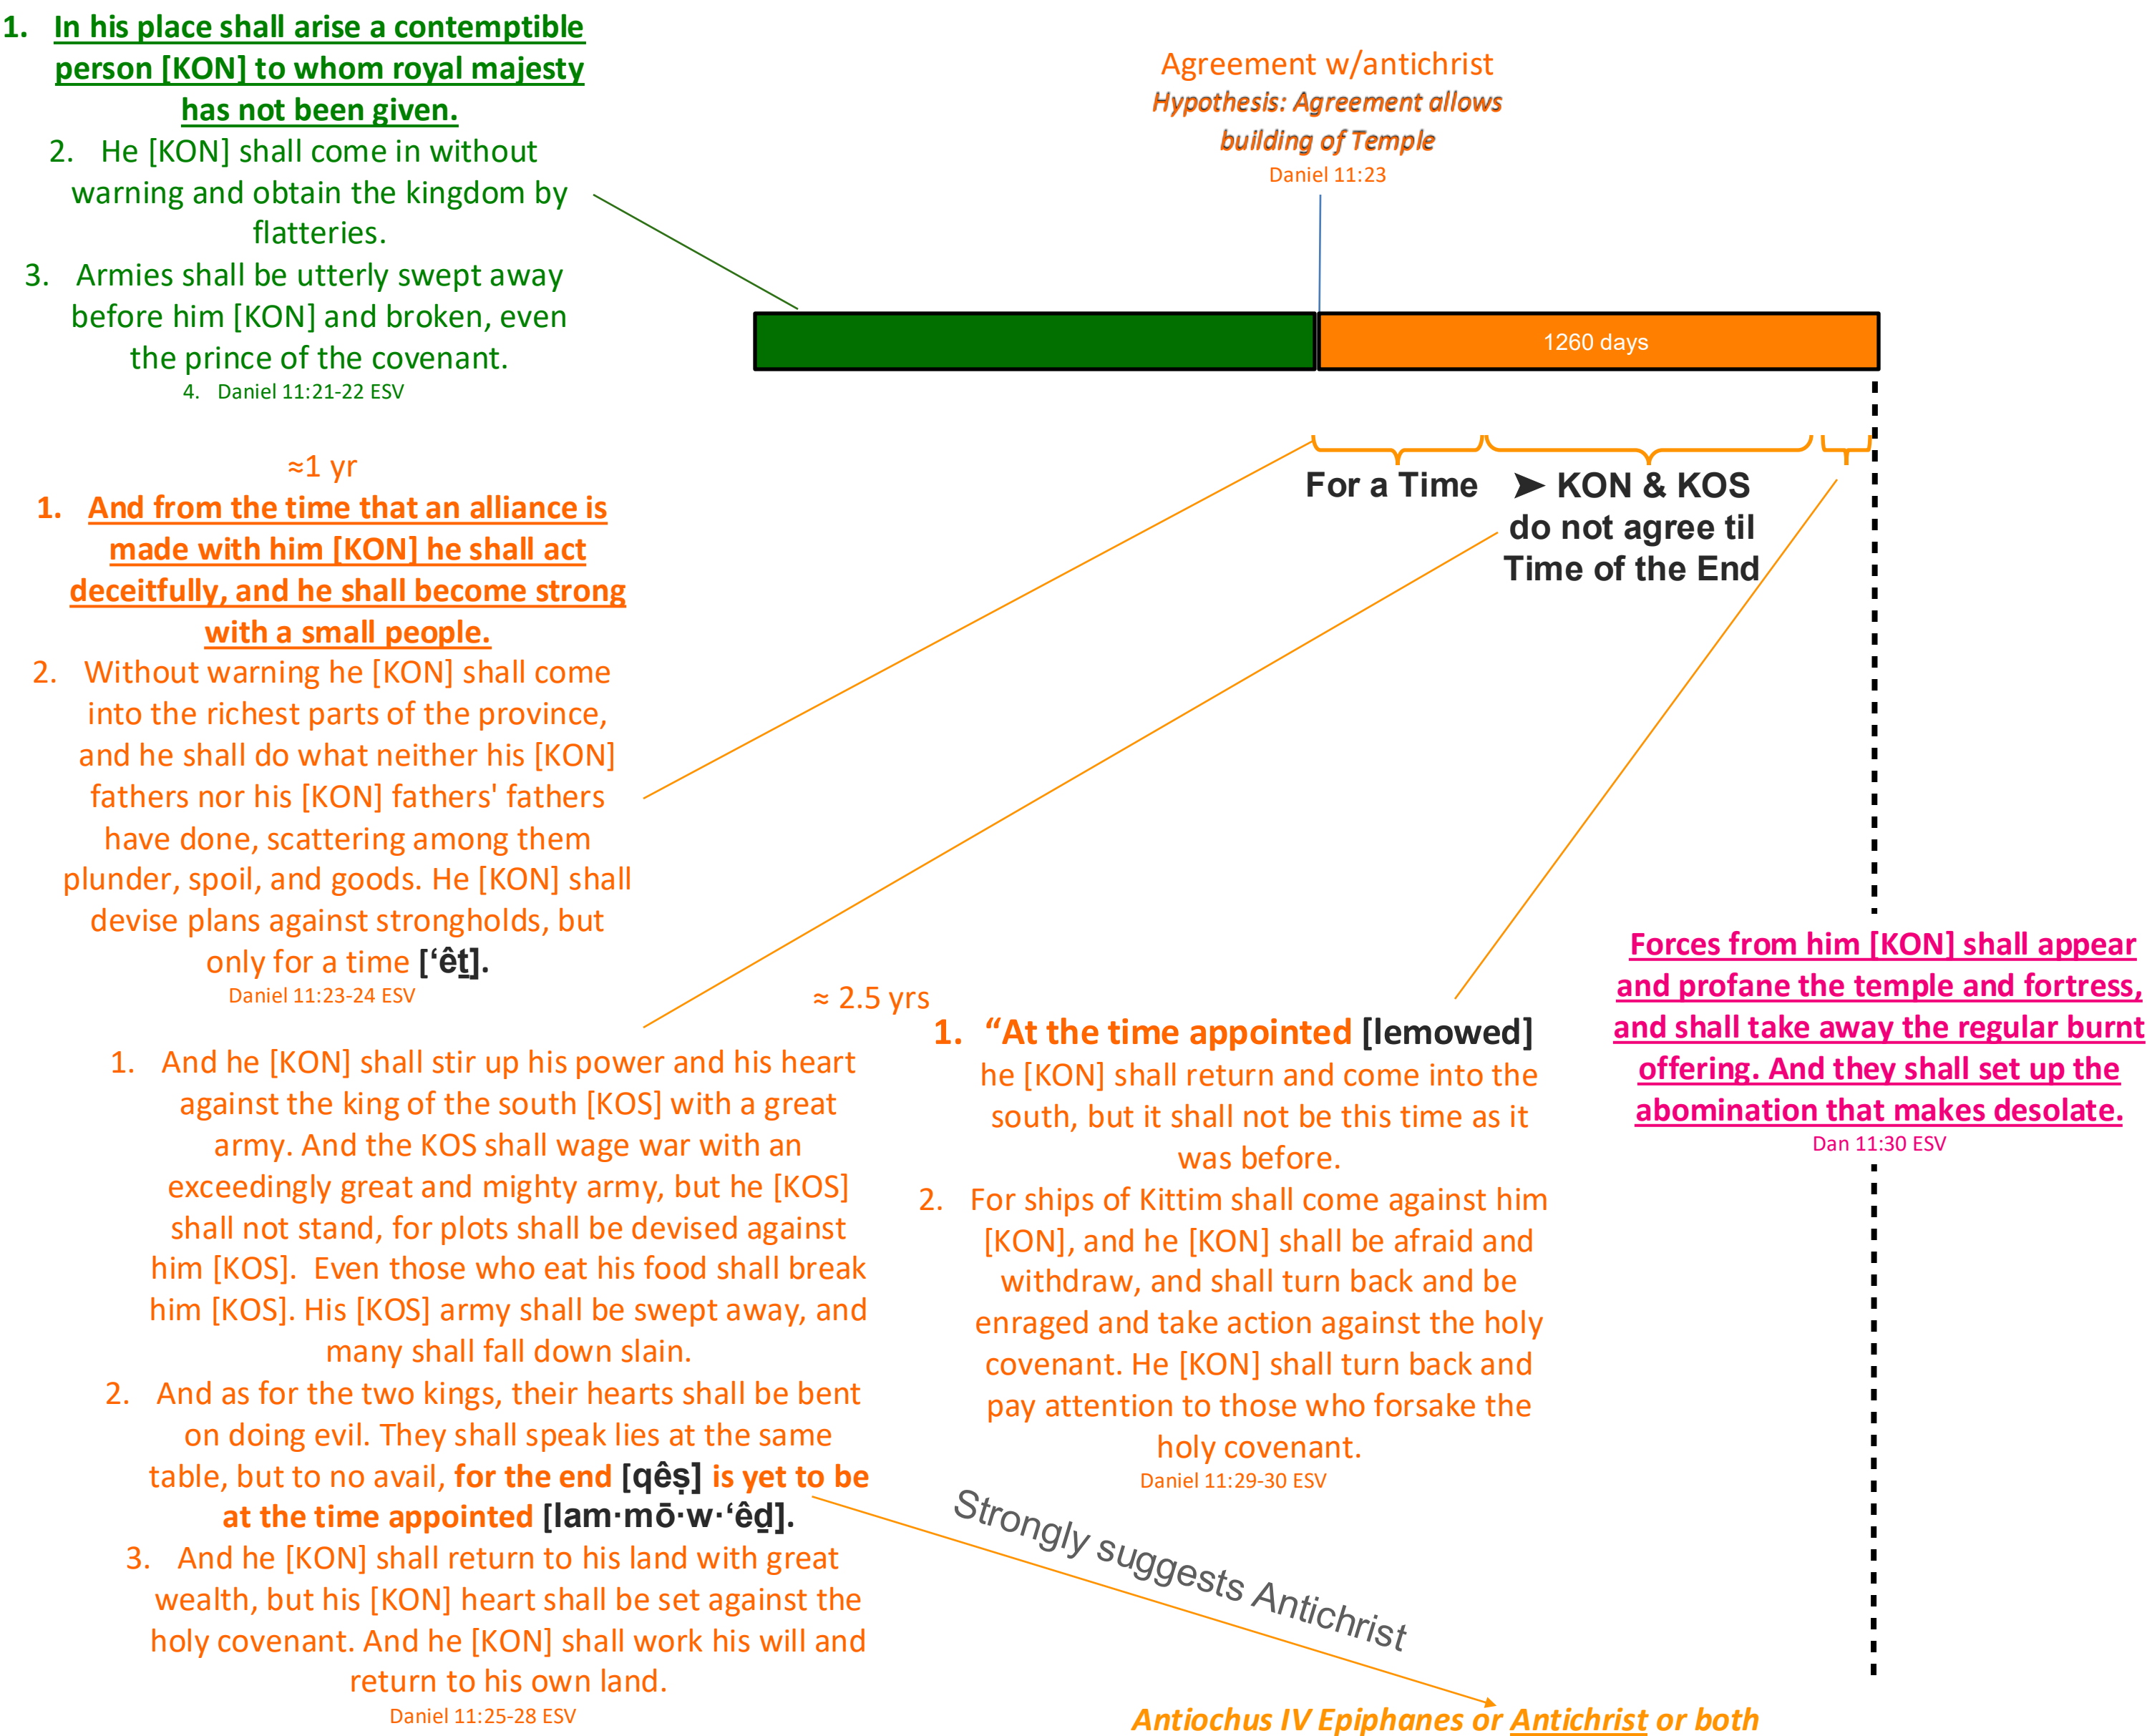 1. In his place shall arise a contemptible
person [KON] to whom royal majesty
has not been given.
2. He [KON] shall come in without
warning and obtain the kingdom by
flatteries.
3. Armies shall be utterly swept away
before him [KON] and broken, even
the prince of the covenant.
4. Daniel 11:21-22 ESV
Agreement w/antichrist
Hypothesis: Agreement allows
building of Temple
Daniel 11:23
1260 days
For a Time
➤ KON & KOS
do not agree til
Time of the End
≈1 yr
1. And from the time that an alliance is
made with him [KON] he shall act
deceitfully, and he shall become strong
with a small people.
2. Without warning he [KON] shall come
into the richest parts of the province,
and he shall do what neither his [KON]
fathers nor his [KON] fathers' fathers
have done, scattering among them
plunder, spoil, and goods. He [KON] shall
devise plans against strongholds, but
only for a time [‘êṯ].
Daniel 11:23-24 ESV
≈ 2.5 yrs
1. And he [KON] shall stir up his power and his heart
against the king of the south [KOS] with a great
army. And the KOS shall wage war with an
exceedingly great and mighty army, but he [KOS]
shall not stand, for plots shall be devised against
him [KOS]. Even those who eat his food shall break
him [KOS]. His [KOS] army shall be swept away, and
many shall fall down slain.
2. And as for the two kings, their hearts shall be bent
on doing evil. They shall speak lies at the same
table, but to no avail, for the end [qêṣ] is yet to be
at the time appointed [lam·mō·w·‘êḏ].
3. And he [KON] shall return to his land with great
wealth, but his [KON] heart shall be set against the
holy covenant. And he [KON] shall work his will and
return to his own land.
Daniel 11:25-28 ESV
1. “At the time appointed [lemowed]
he [KON] shall return and come into the
south, but it shall not be this time as it
was before.
2. For ships of Kittim shall come against him
[KON], and he [KON] shall be afraid and
withdraw, and shall turn back and be
enraged and take action against the holy
covenant. He [KON] shall turn back and
pay attention to those who forsake the
holy covenant.
Daniel 11:29-30 ESV
Forces from him [KON] shall appear
and profane the temple and fortress,
and shall take away the regular burnt
offering. And they shall set up the
abomination that makes desolate.
Dan 11:30 ESV
Strongly suggests Antichrist
Antiochus IV Epiphanes or Antichrist or both